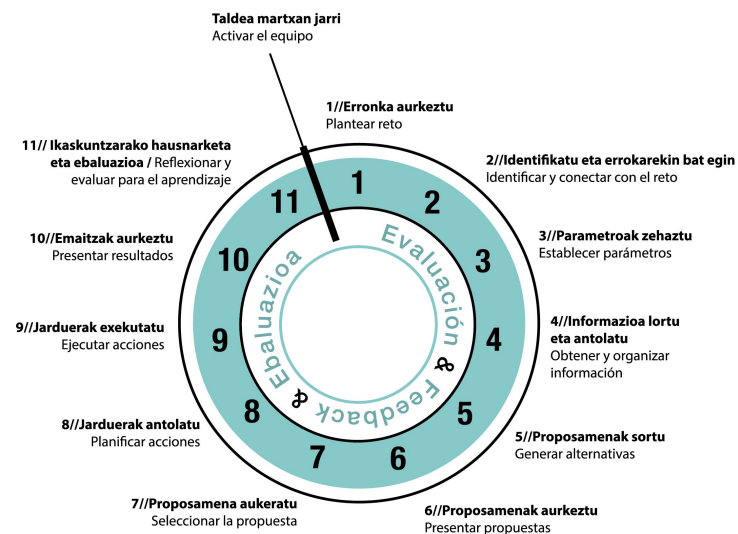 Taldea martxan jarri
Activar el equipo
1//Erronka aurkeztu
Plantear reto
2//Identifikatu eta errokarekin bat egin
Identificar y conectar con el reto
3//Parametroak zehaztu
Establecer parámetros
4//Informazioa lortu
eta antolatu
Obtener y organizar
información
5//Proposamenak sortu
Generar alternativas
6//Proposamenak aurkeztu
Presentar propuestas
7//Proposamena aukeratu
Seleccionar la propuesta
8//Jarduerak antolatu
Planificar acciones
9//Jarduerak exekutatu
Ejecutar acciones
10//Emaitzak aurkeztu
Presentar resultados
11// Ikaskuntzarako hausnarketa
eta ebaluazioa / Reflexionar y
evaluar para el aprendizaje
1
2
3
4
5
6
7
8
9
10
11
Evaluación & Feedback & Ebaluazioa